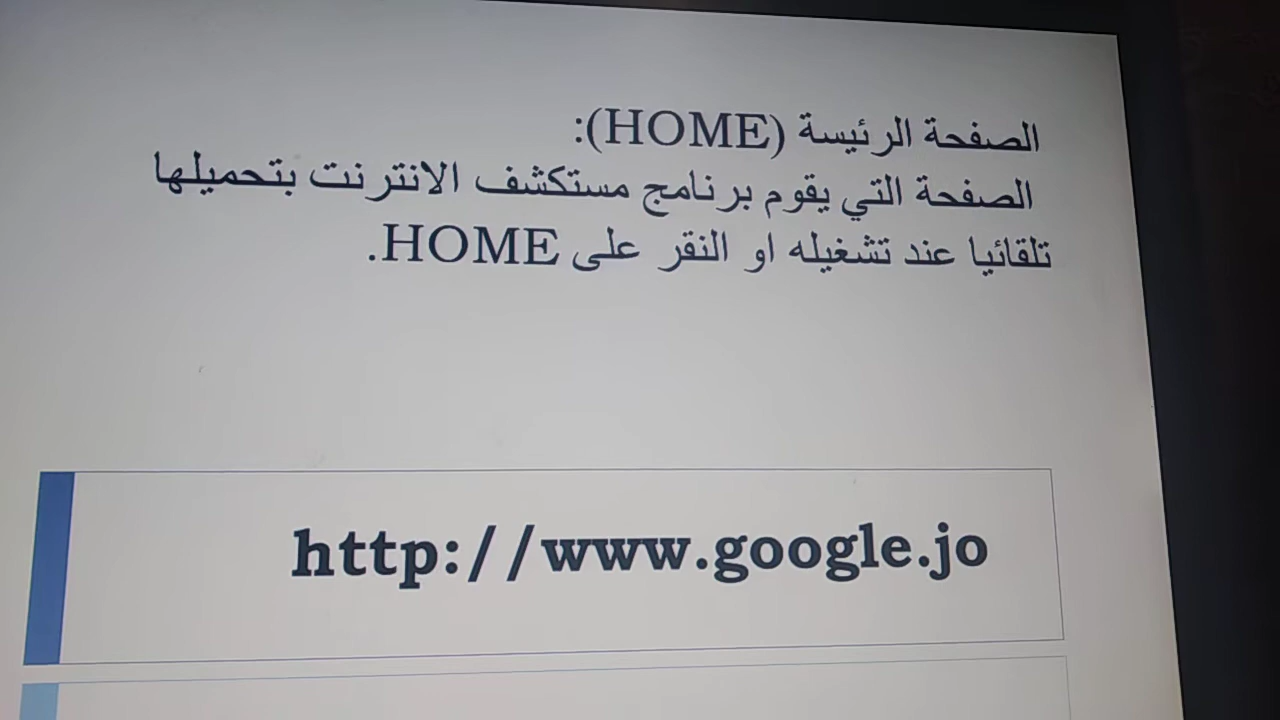 الصفحة الرئيسة (HOME):
الصفحة التي يقوم برنامج مستكشف الانترنت بتحميلها
تلقائيا عند تشغيله او النقر على HOME.
http://www.google.jo